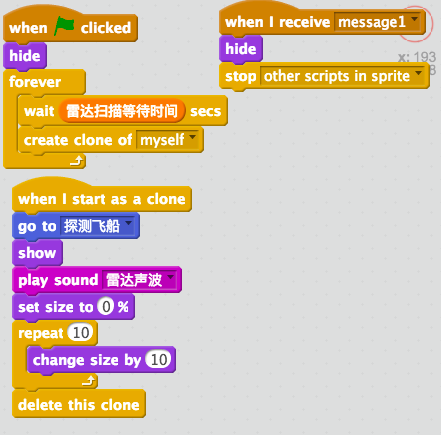 when clicked
hide
forever
wait 雷达扫描等待时间 secs
create clone of myself
when I receive message1
hide
stop other scripts in sprite
x: 193
8
when I start as a clone
go to 探测飞船
show
play sound 雷达声波
set size to 0 %
repeat 10
change size by 10
delete this clone